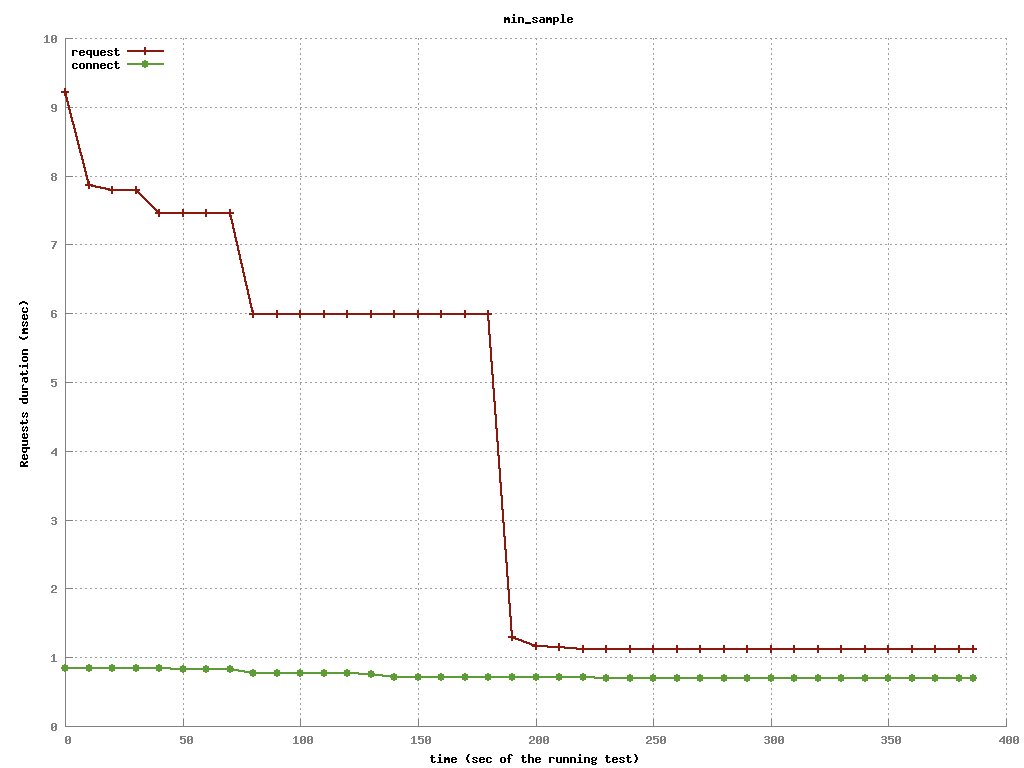 min_sample
request
connect
10
9
8
7
6
5
4
3
2
1
0
Requests duration (msec)
0 50 100 150 200 250 300 350 400
time (sec of the running test)